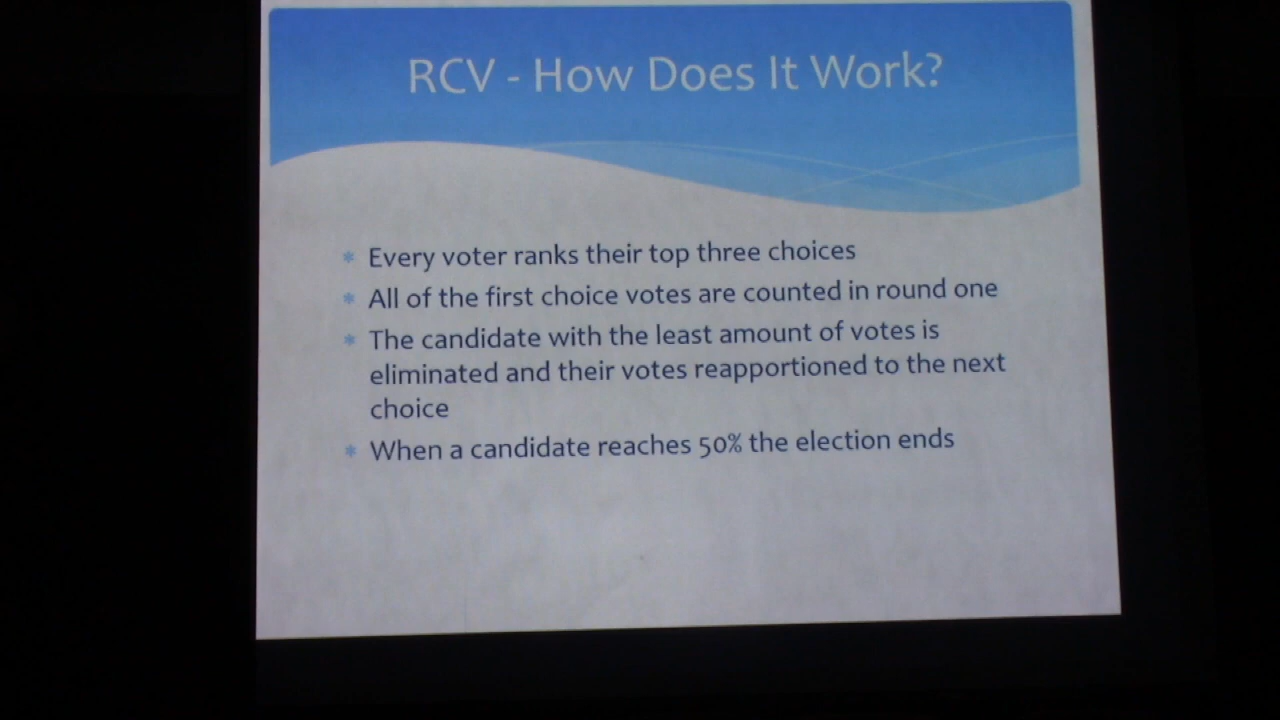 RCV - How Does It Work?
Every voter ranks their top three choices
All of the first choice votes are counted in round one
The candidate with the least amount of votes is
eliminated and their votes reapportioned to the next
choice
When a candidate reaches 50% the election ends